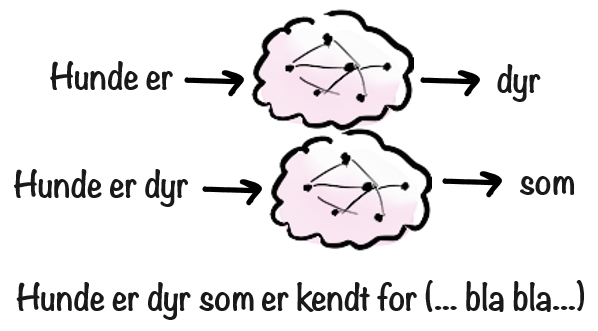 Hunde er → dyr
Hunde er dyr → som
Hunde er dyr som er kendt for (... bla bla...)